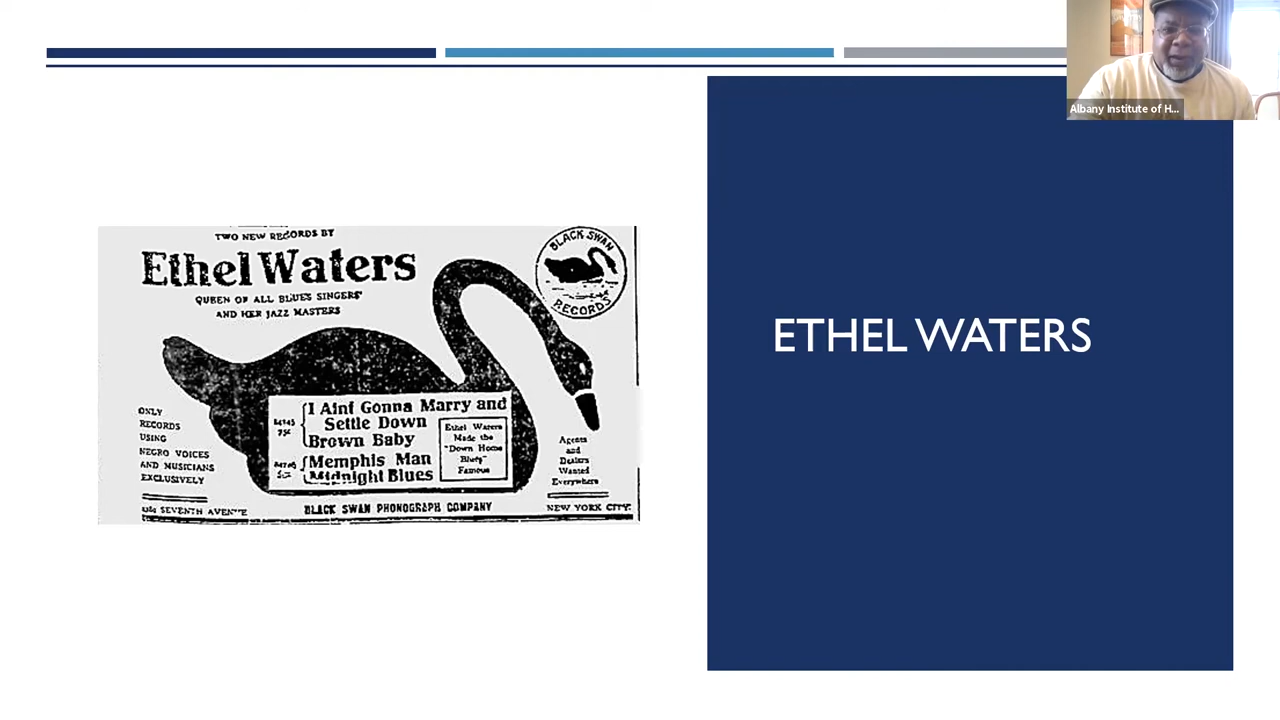 TWO NEW RECORDS BY
Ethel Waters
QUEEN OF ALL BLUES SINGERS
AND HER JAZZ MASTERS
BLACK SWAN
RECORDS
ONLY
RECORDS
USING
NEGRO VOICES
AND MUSICIANS
EXCLUSIVELY
I Aint Gonna Marry and
Settle Down
Brown Baby
Memphis Man
Midnight Blues
Ethel Waters
Made the
"Down Home
Blues"
Famous
Agents
and
Dealers
Wanted
Everywhere
SEVENTH AVENUE
BLACK SWAN PHONOGRAPH COMPANY
NEW YORK CITY.
ETHEL WATERS
Albany Institute of H...